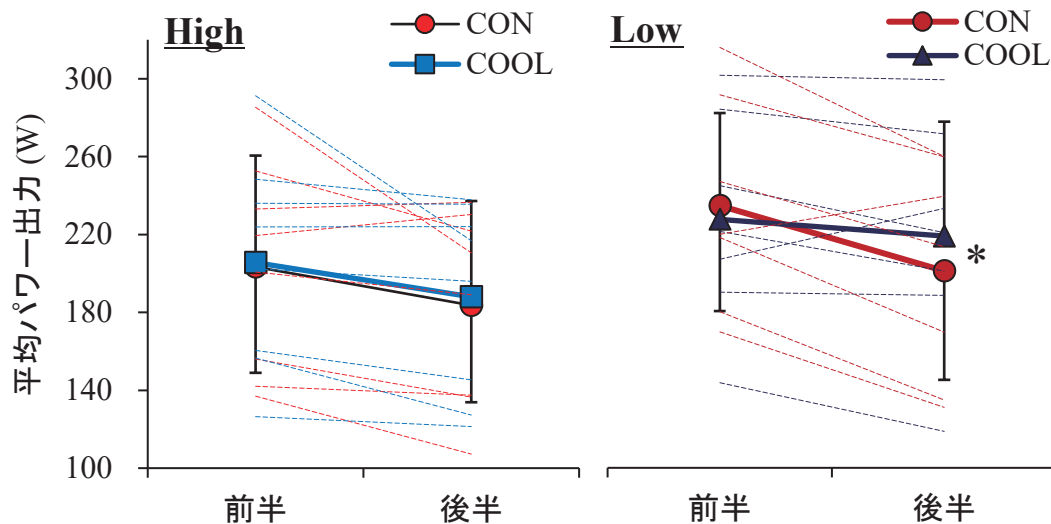 High
CON
COOL
Low
CON
COOL
平均パワー出力 (W)
300
260
220
180
140
100
*
前半
後半
前半
後半